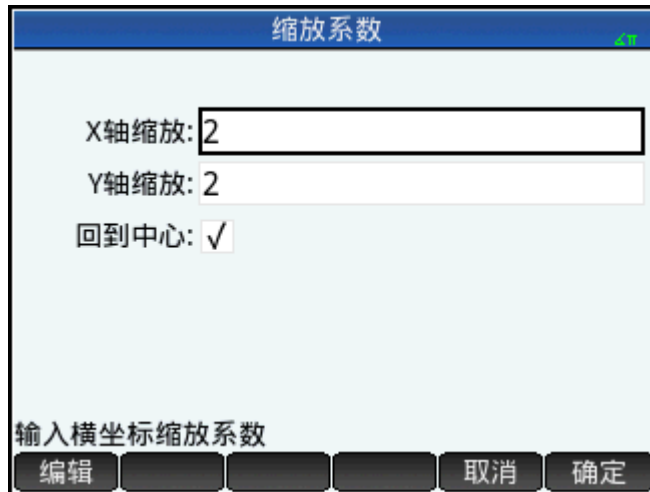 缩放系数
∡π
X轴缩放: 2
Y轴缩放: 2
回到中心: √
输入横坐标缩放系数
编辑 取消 确定